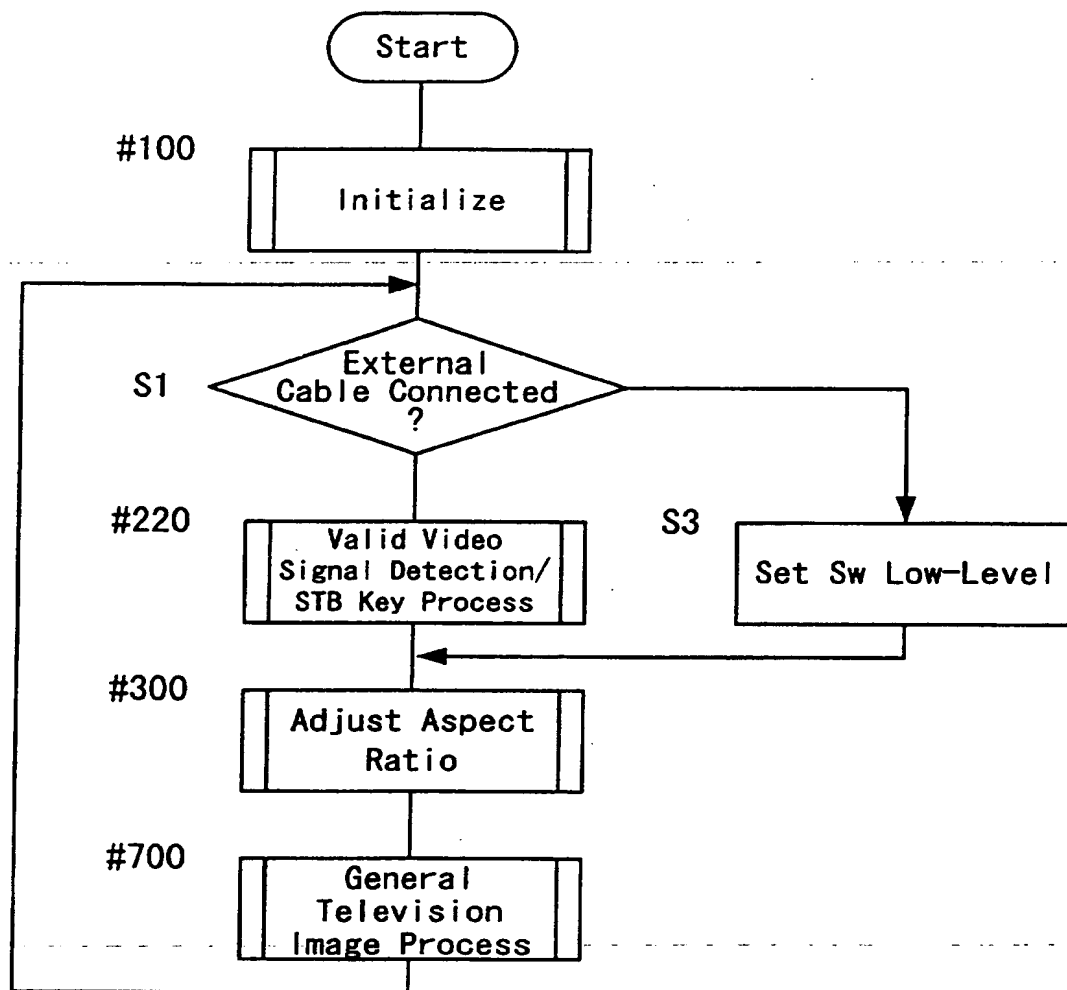 Start
#100
Initialize
S1
External
Cable Connected
?
#220
Valid Video
Signal Detection/
STB Key Process
S3
Set Sw Low-Level
#300
Adjust Aspect
Ratio
#700
General
Television
Image Process